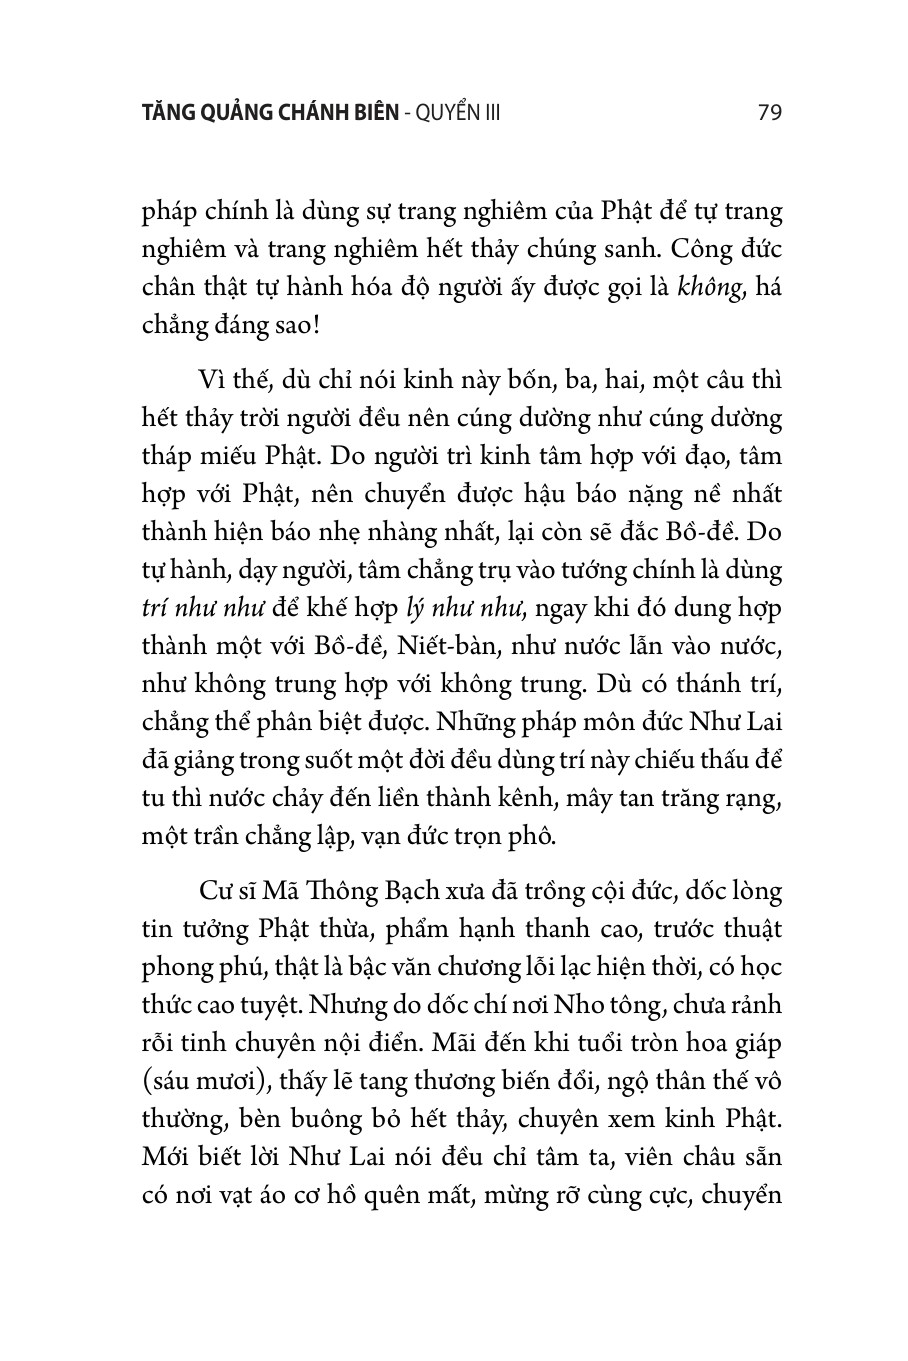 TĂNG QUẢNG CHÁNH BIÊN - QUYỂN III 79
pháp chính là dùng sự trang nghiêm của Phật để tự trang
nghiêm và trang nghiêm hết thảy chúng sanh. Công đức
chân thật tự hành hóa độ người ấy được gọi là không, há
chẳng đáng sao!
Vì thế, dù chỉ nói kinh này bốn, ba, hai, một câu thì
hết thảy trời người đều nên cúng dường như cúng dường
tháp miếu Phật. Do người trì kinh tâm hợp với đạo, tâm
hợp với Phật, nên chuyển được hậu báo nặng nề nhất
thành hiện báo nhẹ nhàng nhất, lại còn sẽ đắc Bồ-đề. Do
tự hành, dạy người, tâm chẳng trụ vào tướng chính là dùng
trí như như để khế hợp lý như như, ngay khi đó dung hợp
thành một với Bồ-đề, Niết-bàn, như nước lẫn vào nước,
như không trung hợp với không trung. Dù có thánh trí,
chẳng thể phân biệt được. Những pháp môn đức Như Lai
đã giảng trong suốt một đời đều dùng trí này chiếu thấu để
tu thì nước chảy đến liền thành kênh, mây tan trăng rạng,
một trần chẳng lập, vạn đức trọn phô.
Cư sĩ Mã Thông Bạch xưa đã trồng cội đức, dốc lòng
tin tưởng Phật thừa, phẩm hạnh thanh cao, trước thuật
phong phú, thật là bậc văn chương lỗi lạc hiện thời, có học
thức cao tuyệt. Nhưng do dốc chí nơi Nho tông, chưa rảnh
rỗi tinh chuyên nội điển. Mãi đến khi tuổi tròn hoa giáp
(sáu mươi), thấy lẽ tang thương biến đổi, ngộ thân thế vô
thường, bèn buông bỏ hết thảy, chuyên xem kinh Phật.
Mới biết lời Như Lai nói đều chỉ tâm ta, viên châu sẵn
có nơi vạt áo cơ hồ quên mất, mừng rỡ cùng cực, chuyển